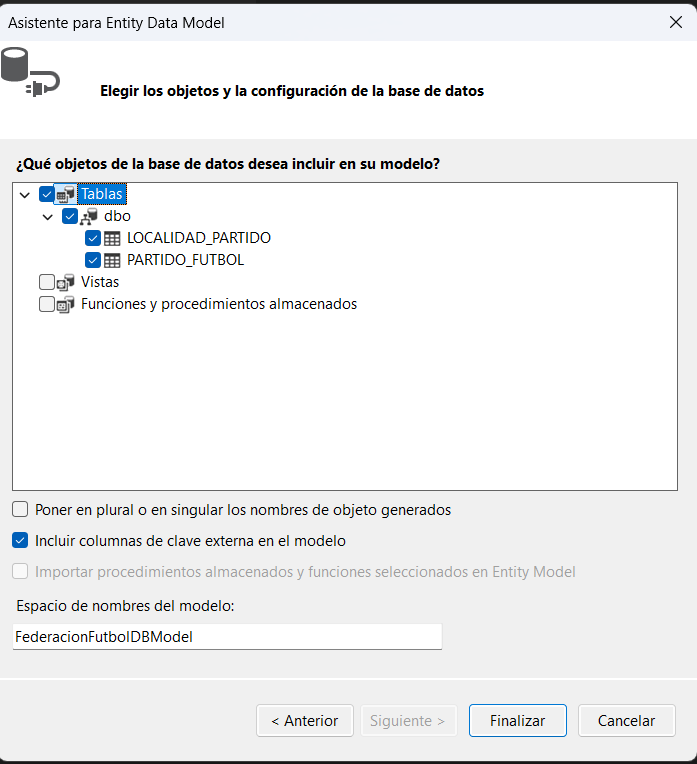 Asistente para Entity Data Model
Elegir los objetos y la configuración de la base de datos
¿Qué objetos de la base de datos desea incluir en su modelo?
Tablas
dbo
LOCALIDAD_PARTIDO
PARTIDO_FUTBOL
Vistas
Funciones y procedimientos almacenados
Poner en plural o en singular los nombres de objeto generados
Incluir columnas de clave externa en el modelo
Importar procedimientos almacenados y funciones seleccionados en Entity Model
Espacio de nombres del modelo:
FederacionFutbolDBModel
< Anterior Siguiente > Finalizar Cancelar